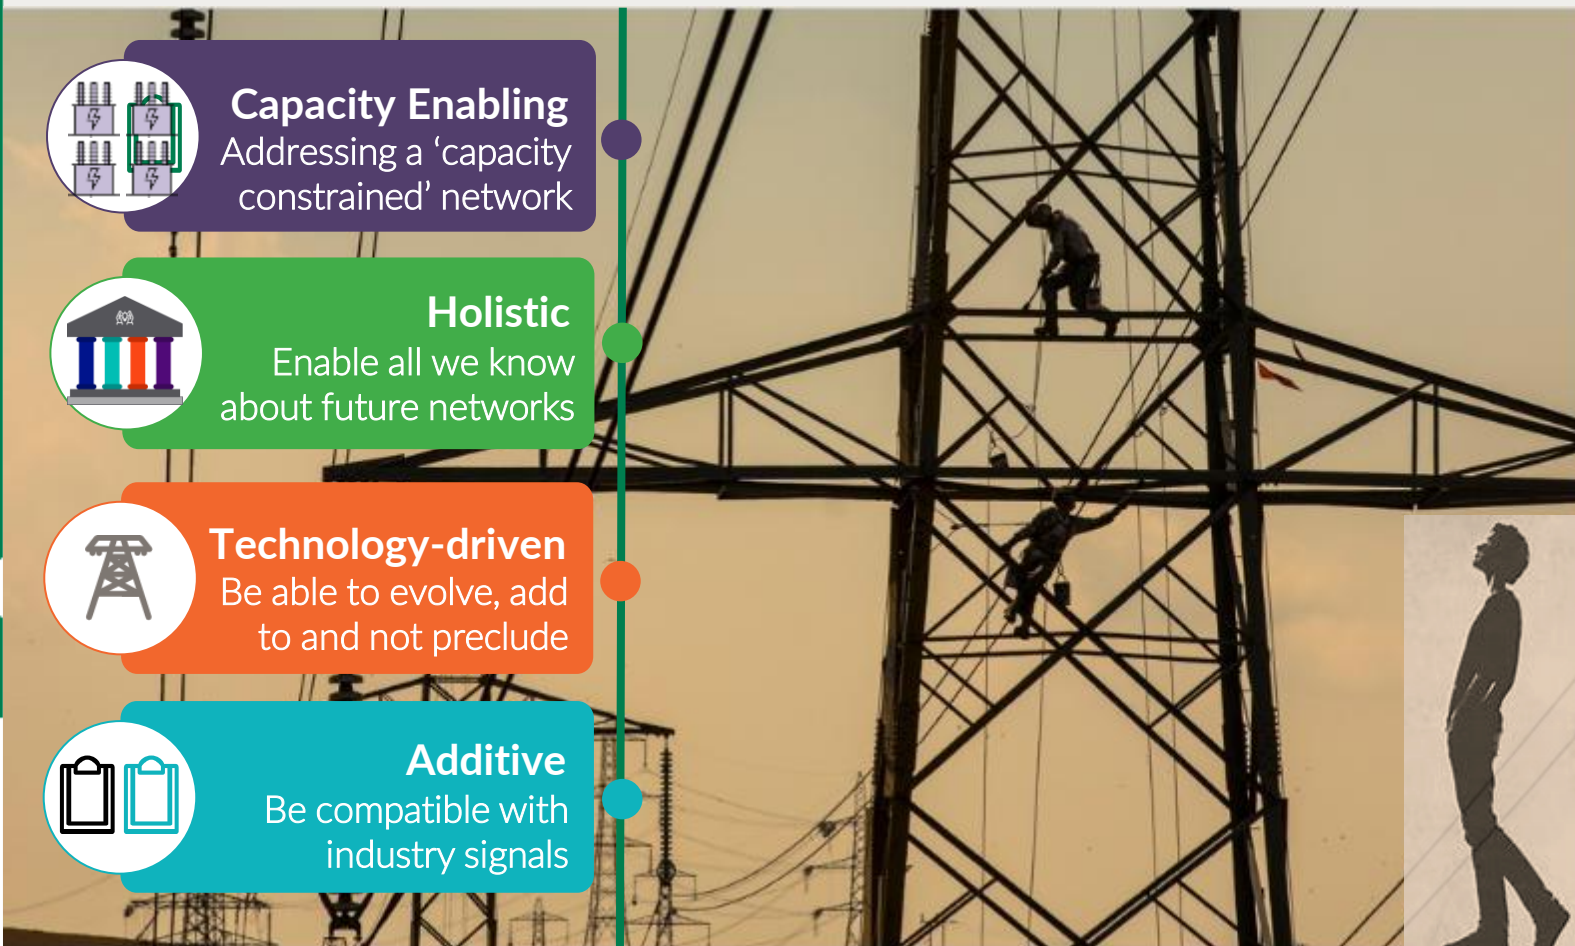 Capacity Enabling
Addressing a ‘capacity
constrained’ network
Holistic
Enable all we know
about future networks
Technology-driven
Be able to evolve, add
to and not preclude
Additive
Be compatible with
industry signals